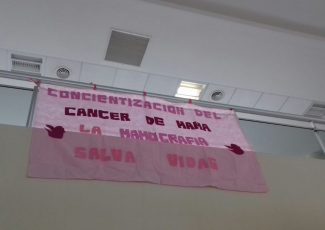 CONCIENTIZACION DEL
CANCER DE MAMA
LA MAMOGRAFIA
SALVA VIDAS